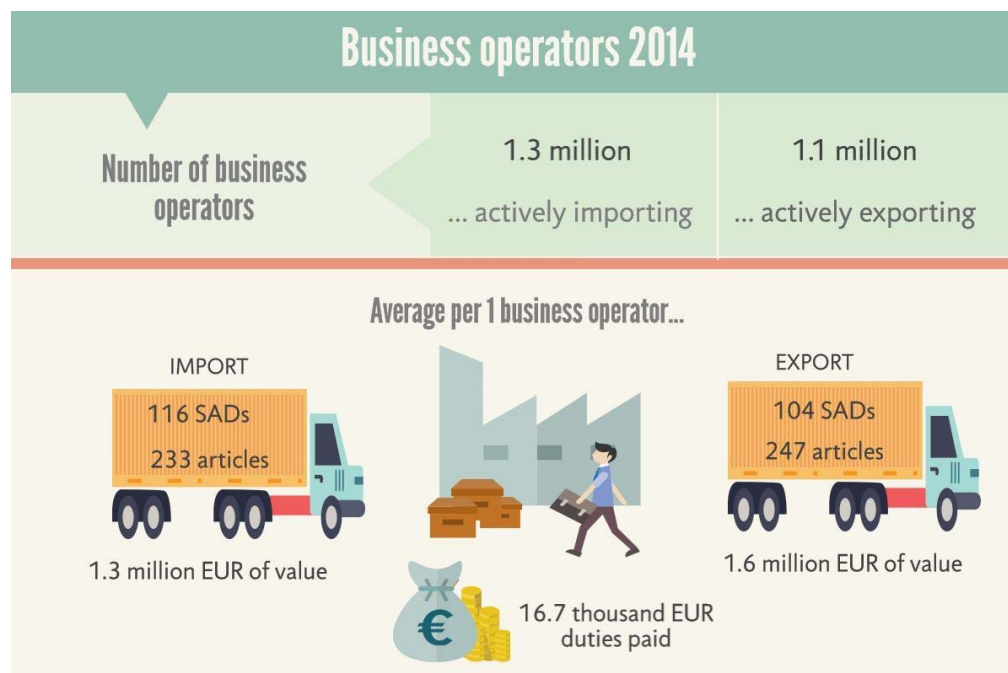 Business operators 2014
Number of business
operators
1.3 million
... actively importing
1.1 million
... actively exporting
Average per 1 business operator...
IMPORT
116 SADs
233 articles
1.3 million EUR of value
EXPORT
104 SADs
247 articles
1.6 million EUR of value
€
16.7 thousand EUR
duties paid